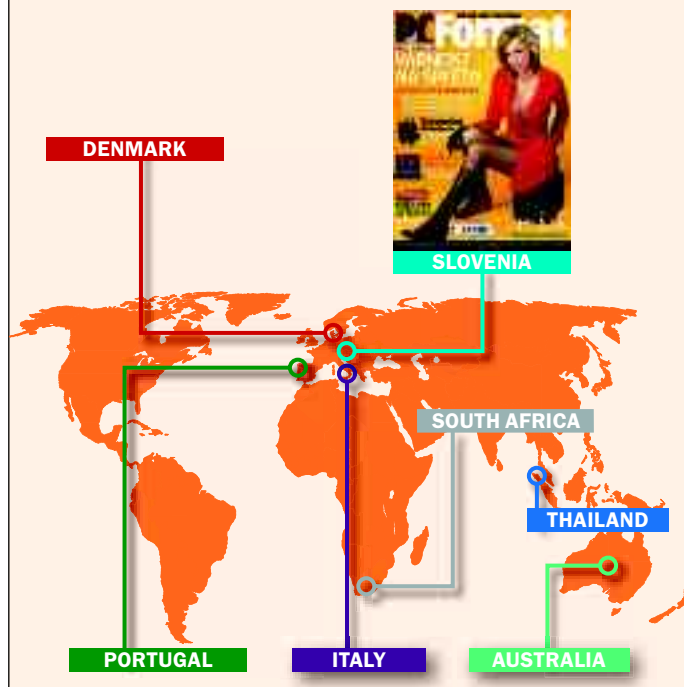 PC Format
DENMARK
SLOVENIA
SOUTH AFRICA
THAILAND
PORTUGAL
ITALY
AUSTRALIA